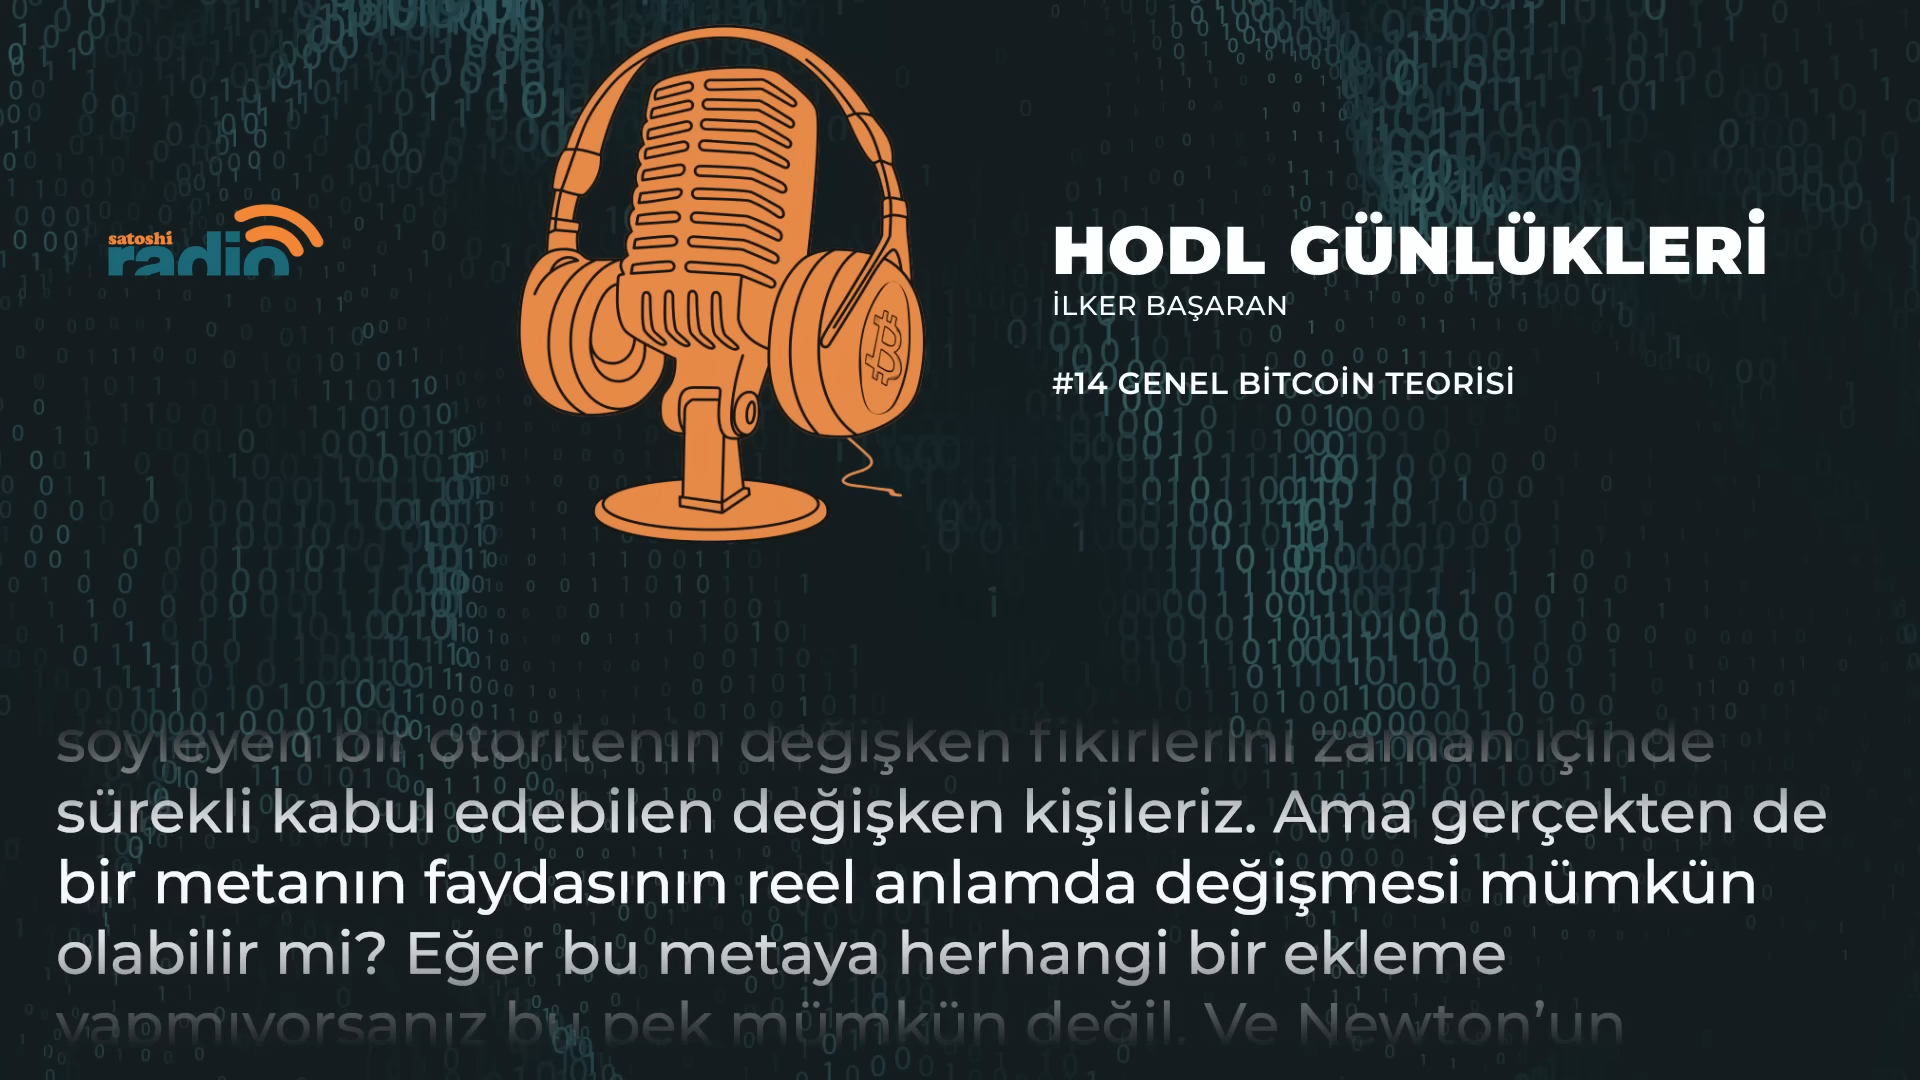 satoshi
radio
HODL GÜNLÜKLERİ
İLKER BAŞARAN
#14 GENEL BİTCOİN TEORİSİ
söyleyen bir otoritenin değişken fikirlerini zaman içinde
sürekli kabul edebilen değişken kişileriz. Ama gerçekten de
bir metanın faydasının reel anlamda değişmesi mümkün
olabilir mi? Eğer bu metaya herhangi bir ekleme
yapmıyorsanız bu pek mümkün değil. Ve Newton’un